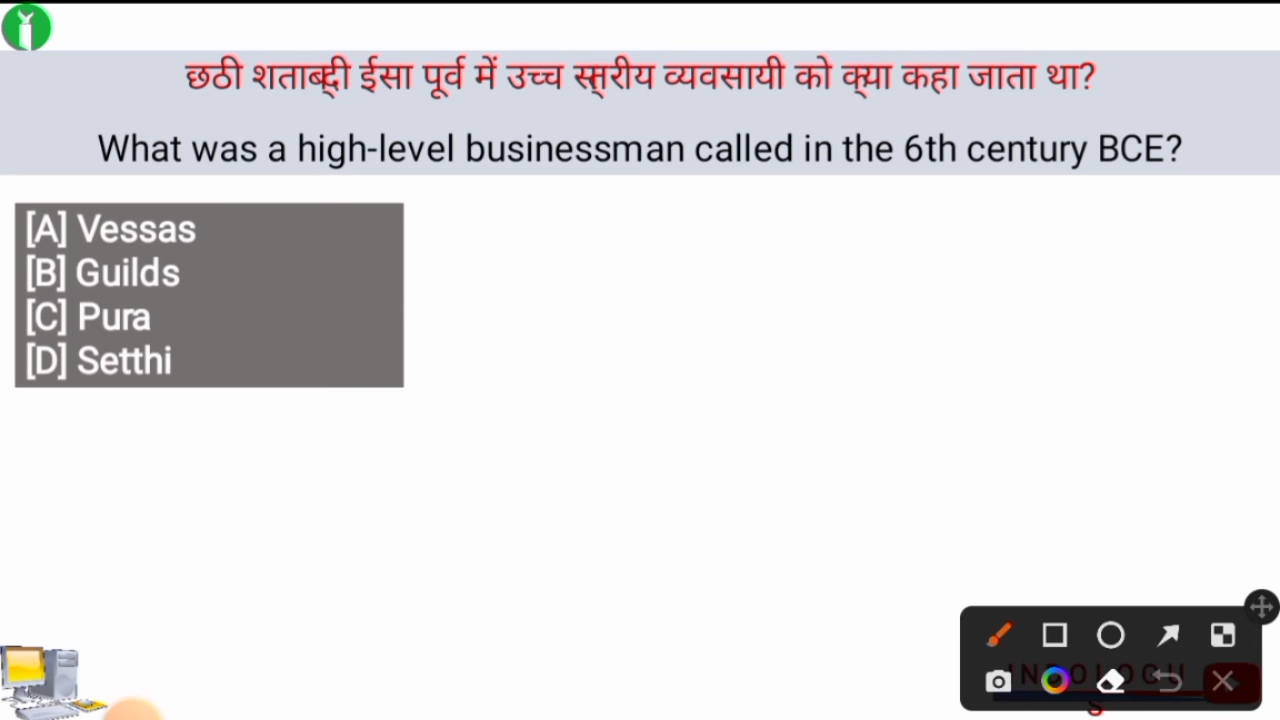 छठी शताब्दी ईसा पूर्व में उच्च स्तरीय व्यवसायी को क्या कहा जाता था?
What was a high-level businessman called in the 6th century BCE?
[A] Vessas
[B] Guilds
[C] Pura
[D] Setthi
INDOLOGU
S